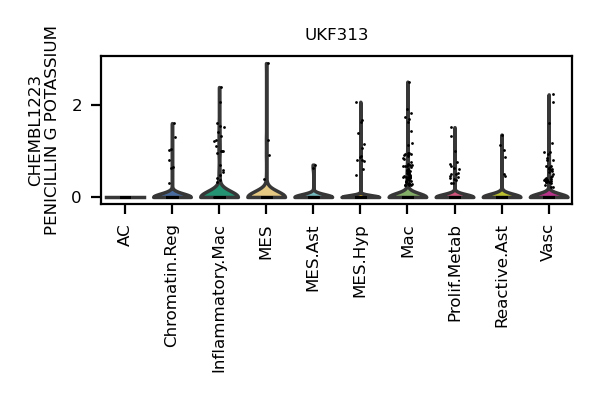 UKF313
CHEMBL1223
PENICILLIN G POTASSIUM
2
0
AC
Chromatin.Reg
Inflammatory.Mac
MES
MES.Ast
MES.Hyp
Mac
Prolif.Metab
Reactive.Ast
Vasc